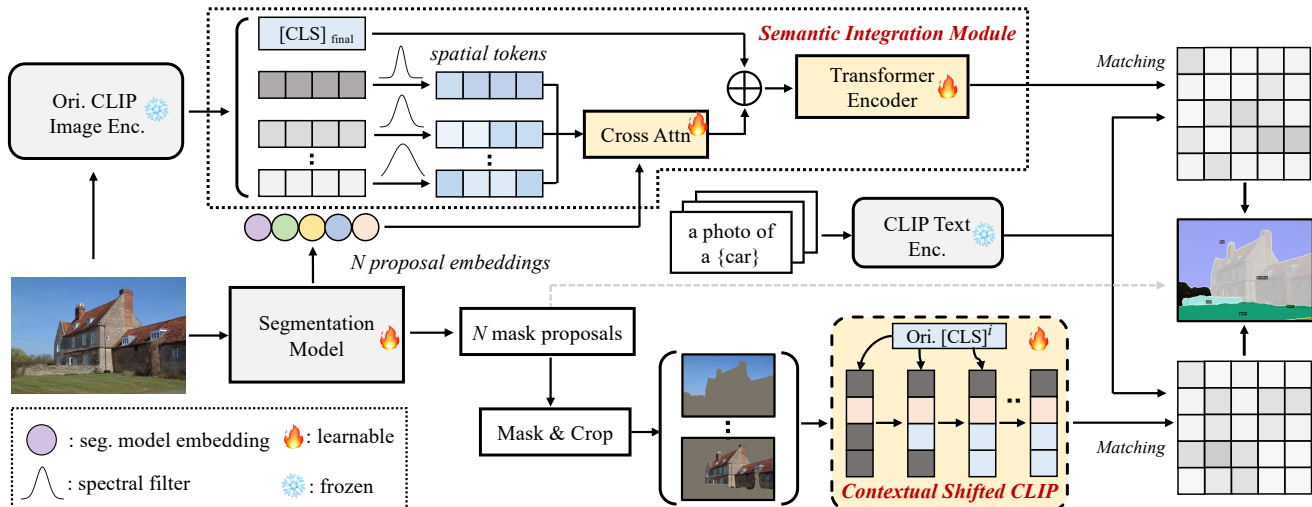 [CLS] final
Semantic Integration Module
spatial tokens
Ori. CLIP
Image Enc.
Transformer
Encoder
Matching
Cross Attn
a photo of
a {car}
CLIP Text
Enc.
N proposal embeddings
Segmentation
Model
N mask proposals
Ori. [CLS]i
Mask & Crop
Contextual Shifted CLIP
Matching
: seg. model embedding
: learnable
: spectral filter
: frozen